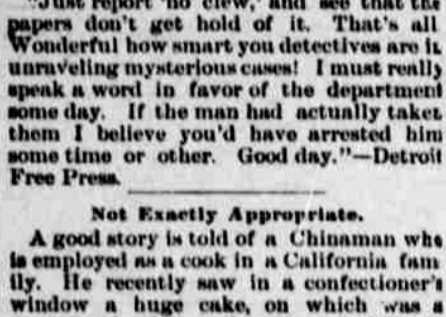 "Just report 'no clew,' and see that the
papers don't get hold of it. That's all
Wonderful how smart you detectives are in
unraveling mysterious cases! I must really
speak a word in favor of the department
some day. If the man had actually taken
them I believe you'd have arrested him
some time or other. Good day."—Detroit
Free Press.
Not Exactly Appropriate.
A good story is told of a Chinaman who
is employed as a cook in a California fam
ily. He recently saw in a confectioner's
window a huge cake, on which was a